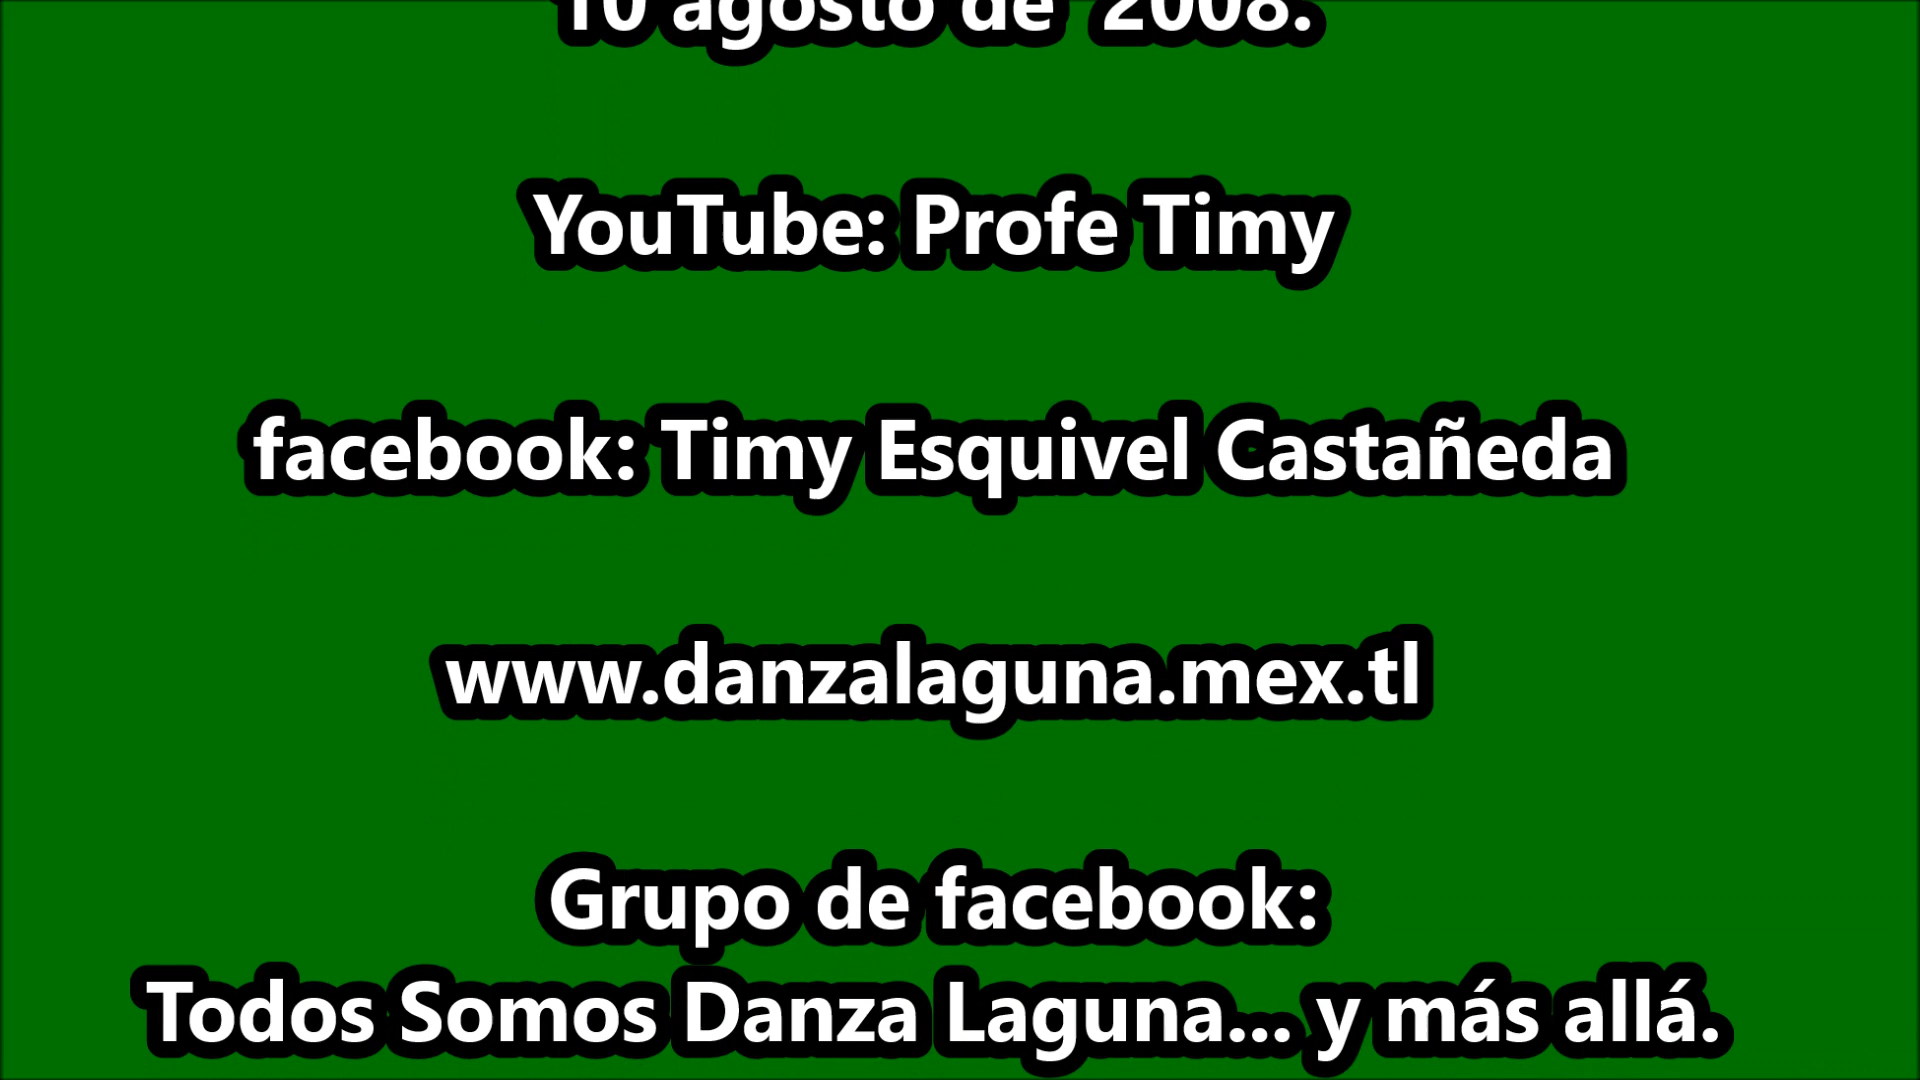 10 agosto de 2008.
YouTube: Profe Timy
facebook: Timy Esquivel Castañeda
www.danzalaguna.mex.tl
Grupo de facebook:
Todos Somos Danza Laguna... y más allá.